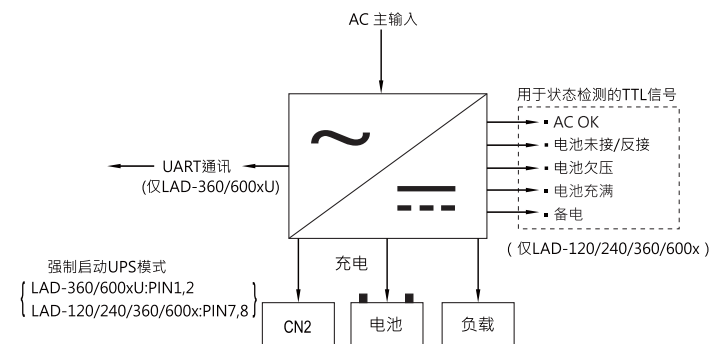 AC 主输入
用于状态检测的TTL信号
AC OK
电池未接/反接
电池欠压
电池充满
备电
(仅LAD-120/240/360/600x)
UART通讯
(仅LAD-360/600xU)
充电
强制启动UPS模式
LAD-360/600xU:PIN1,2
LAD-120/240/360/600x:PIN7,8
CN2
电池
负载